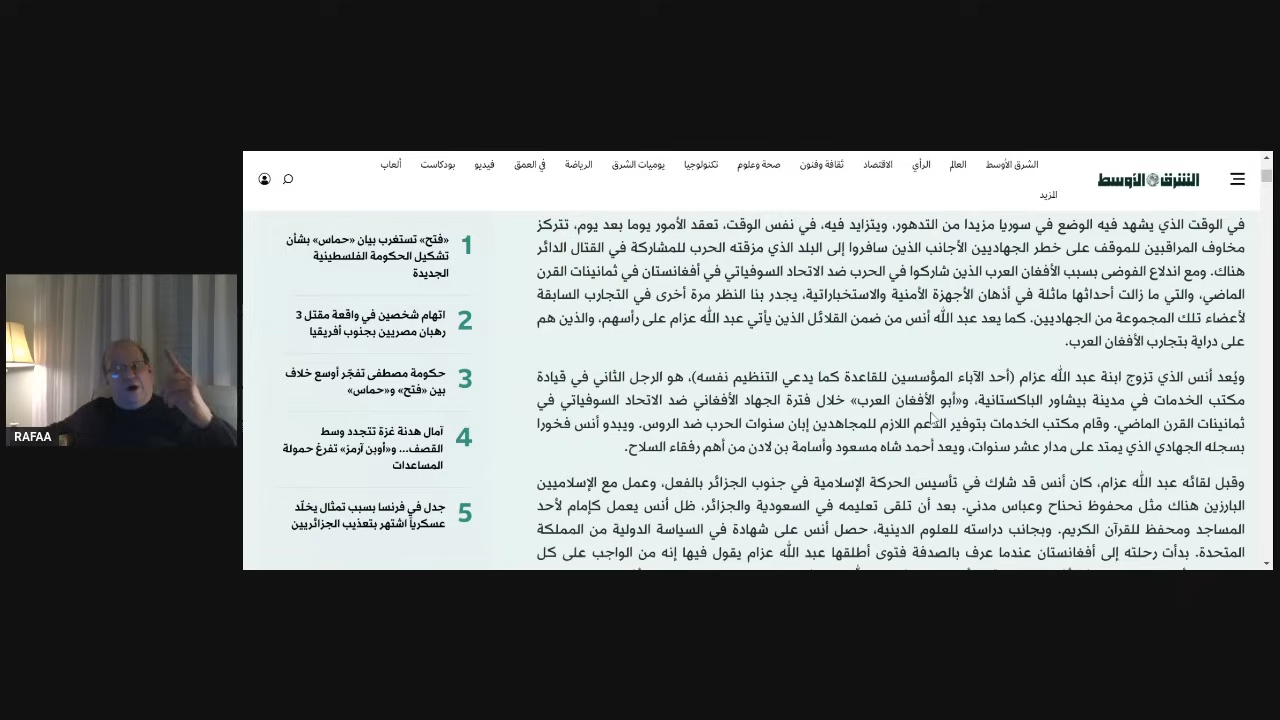 الشرق الأوسط
الشرق الأوسط العالم الرأي الاقتصاد ثقافة وفنون صحة وعلوم تكنولوجيا يوميات الشرق الرياضة في العمق فيديو بودكاست ألعاب
المزيد
في الوقت الذي يشهد فيه الوضع في سوريا مزيدا من التدهور، ويتزايد فيه، في نفس الوقت، تعقد الأمور يوما بعد يوم، تتركز
مخاوف المراقبين للموقف على خطر الجهاديين الأجانب الذين سافروا إلى البلد الذي مزقته الحرب للمشاركة في القتال الدائر
هناك. ومع اندلاع الفوضى بسبب الأفغان العرب الذين شاركوا في الحرب ضد الاتحاد السوفياتي في أفغانستان في ثمانينات القرن
الماضي، والتي ما زالت أحداثها ماثلة في أذهان الأجهزة الأمنية والاستخباراتية، يجدر بنا النظر مرة أخرى في التجارب السابقة
لأعضاء تلك المجموعة من الجهاديين. كما يعد عبد الله أنس من ضمن القلائل الذين يأتي عبد الله عزام على رأسهم، والذين هم
على دراية بتجارب الأفغان العرب.
ويُعد أنس الذي تزوج ابنة عبد الله عزام (أحد الآباء المؤسسين للقاعدة كما يدعي التنظيم نفسه)، هو الرجل الثاني في قيادة
مكتب الخدمات في مدينة بيشاور الباكستانية، و«أبو الأفغان العرب» خلال فترة الجهاد الأفغاني ضد الاتحاد السوفياتي في
ثمانينات القرن الماضي. وقام مكتب الخدمات بتوفير الدعم اللازم للمجاهدين إبان سنوات الحرب ضد الروس. ويبدو أنس فخورا
بسجله الجهادي الذي يمتد على مدار عشر سنوات، ويعد أحمد شاه مسعود وأسامة بن لادن من أهم رفقاء السلاح.
وقبل لقائه عبد الله عزام، كان أنس قد شارك في تأسيس الحركة الإسلامية في جنوب الجزائر بالفعل، وعمل مع الإسلاميين
البارزين هناك مثل محفوظ نحناح وعباس مدني. بعد أن تلقى تعليمه في السعودية والجزائر، ظل أنس يعمل كإمام لأحد
المساجد ومحفظ للقرآن الكريم. وبجانب دراسته للعلوم الدينية، حصل أنس على شهادة في السياسة الدولية من المملكة
المتحدة. بدأت رحلته إلى أفغانستان عندما عرف بالصدفة فتوى أطلقها عبد الله عزام يقول فيها إنه من الواجب على كل
1 «فتح» تستغرب بيان «حماس» بشأن
تشكيل الحكومة الفلسطينية
الجديدة
2 اتهام شخصين في واقعة مقتل 3
رهبان مصريين بجنوب أفريقيا
3 حكومة مصطفى تفجّر أوسع خلاف
بين «فتح» و«حماس»
4 آمال هدنة غزة تتجدد وسط
القصف... و«أوبن آرمز» تفرغ حمولة
المساعدات
5 جدل في فرنسا بسبب تمثال يخلّد
عسكرياً اشتهر بتعذيب الجزائريين
RAFAA